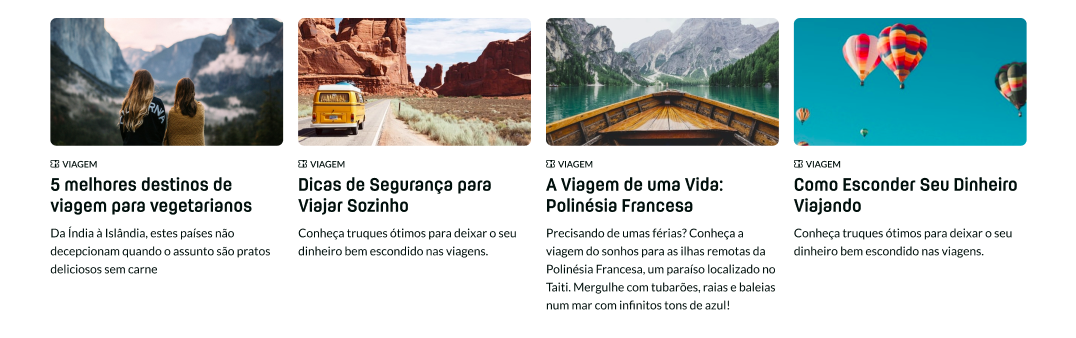 VIAGEM
5 melhores destinos de
viagem para vegetarianos
Da Índia à Islândia, estes países não
decepcionam quando o assunto são pratos
deliciosos sem carne
VIAGEM
Dicas de Segurança para
Viajar Sozinho
Conheça truques ótimos para deixar o seu
dinheiro bem escondido nas viagens.
VIAGEM
A Viagem de uma Vida:
Polinésia Francesa
Precisando de umas férias? Conheça a
viagem do sonhos para as ilhas remotas da
Polinésia Francesa, um paraíso localizado no
Taiti. Mergulhe com tubarões, raias e baleias
num mar com infinitos tons de azul!
VIAGEM
Como Esconder Seu Dinheiro
Viajando
Conheça truques ótimos para deixar o seu
dinheiro bem escondido nas viagens.